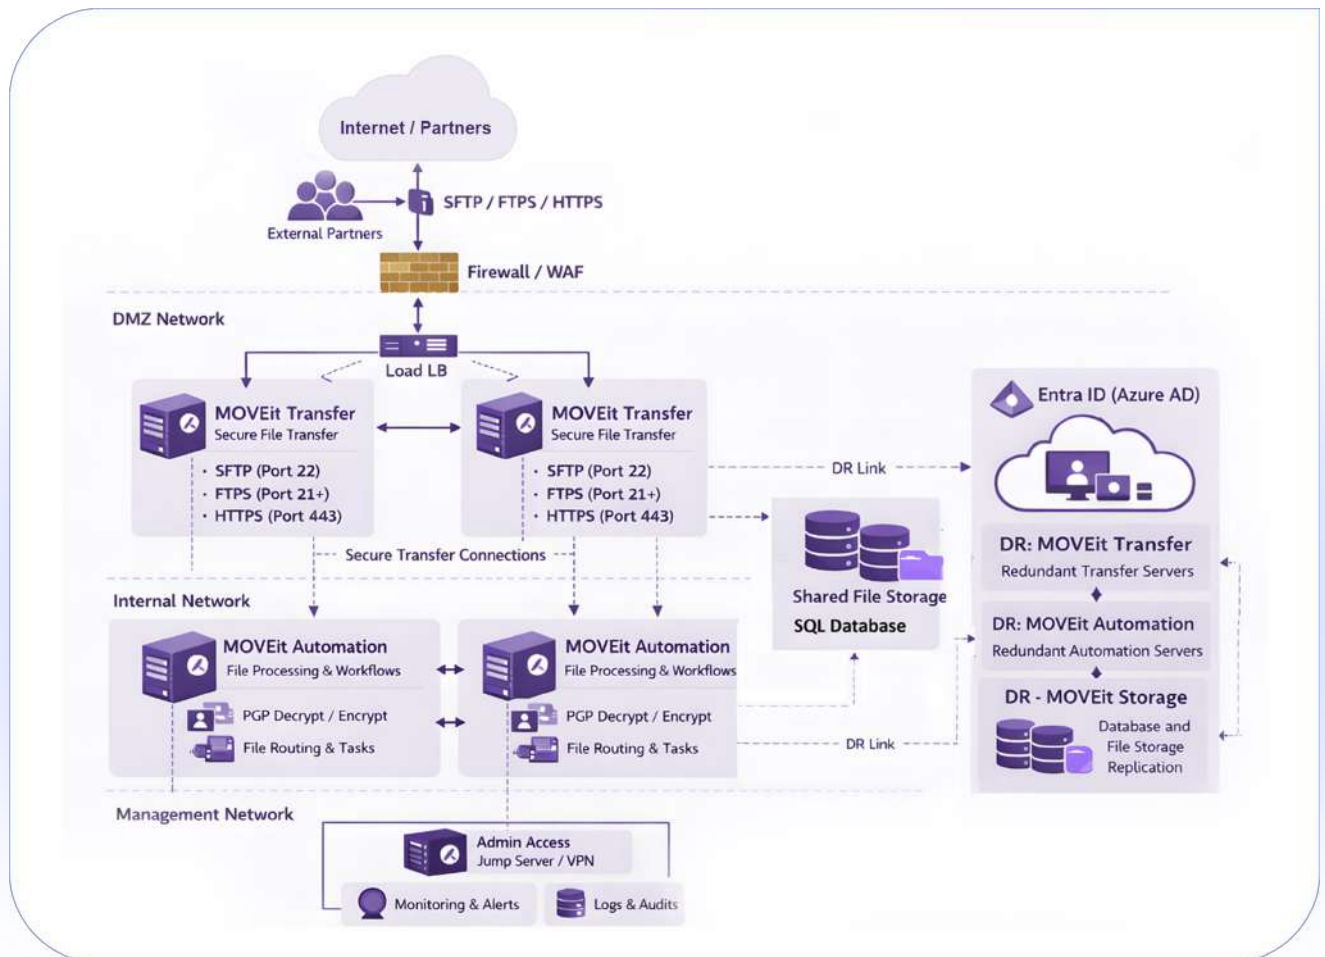 Internet / Partners
SFTP / FTPS / HTTPS
External Partners
Firewall / WAF
DMZ Network
Load LB
MOVEit Transfer
Secure File Transfer
• SFTP (Port 22)
• FTPS (Port 21+)
• HTTPS (Port 443)
MOVEit Transfer
Secure File Transfer
• SFTP (Port 22)
• FTPS (Port 21+)
• HTTPS (Port 443)
DR Link
Entra ID (Azure AD)
Secure Transfer Connections
Shared File Storage
SQL Database
DR: MOVEit Transfer
Redundant Transfer Servers
DR: MOVEit Automation
Redundant Automation Servers
DR - MOVEit Storage
Database and
File Storage
Replication
Internal Network
MOVEit Automation
File Processing & Workflows
PGP Decrypt / Encrypt
File Routing & Tasks
MOVEit Automation
File Processing & Workflows
PGP Decrypt / Encrypt
File Routing & Tasks
DR Link
Management Network
Admin Access
Jump Server / VPN
Monitoring & Alerts
Logs & Audits